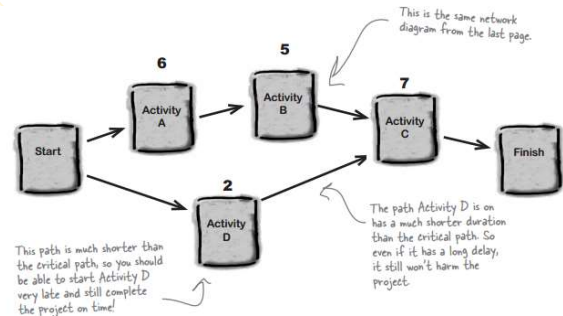 This is the same network
diagram from the last page.
5
6
7
Activity
A
Activity
B
Activity
C
Start
Finish
2
Activity
D
The path Activity D is on
has a much shorter duration
than the critical path. So
even if it has a long delay,
it still won't harm the
project.
This path is much shorter than
the critical path, so you should
be able to start Activity D
very late and still complete
the project on time!